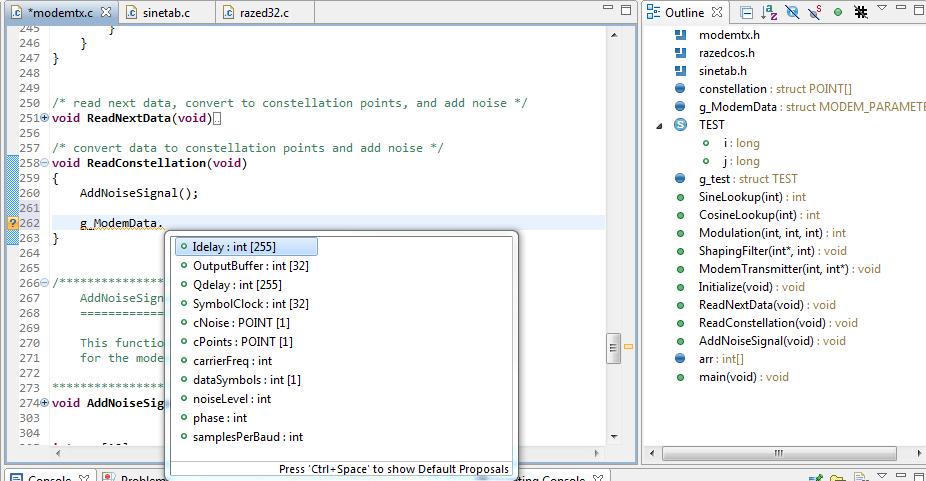 *modemtx.c
sinetab.c
razed32.c
245 }
246 }
247 }
248
249
250 /* read next data, convert to constellation points, and add noise */
251 void ReadNextData(void)
256
257 /* convert data to constellation points and add noise */
258 void ReadConstellation(void)
259 {
260 AddNoiseSignal();
261
262 g_ModemData.
263 }
264
265
266 /****************
267 AddNoiseSigna
268 ============
269
270 This functio
271 for the mode
272
273 ****************
274 void AddNoiseSig
303
304
Idelay : int [255]
OutputBuffer : int [32]
Qdelay : int [255]
SymbolClock : int [32]
cNoise : POINT [1]
cPoints : POINT [1]
carrierFreq : int
dataSymbols : int [1]
noiseLevel : int
phase : int
samplesPerBaud : int
Press 'Ctrl+Space' to show Default Proposals
Outline
modemtx.h
razedcos.h
sinetab.h
constellation : struct POINT[]
g_ModemData : struct MODEM_PARAMETE
TEST
i : long
j : long
g_test : struct TEST
SineLookup(int) : int
CosineLookup(int) : int
Modulation(int, int, int) : int
ShapingFilter(int*, int) : void
ModemTransmitter(int, int*) : void
Initialize(void) : void
ReadNextData(void) : void
ReadConstellation(void) : void
AddNoiseSignal(void) : void
arr : int[]
main(void) : void
Console
Problem
ting Console